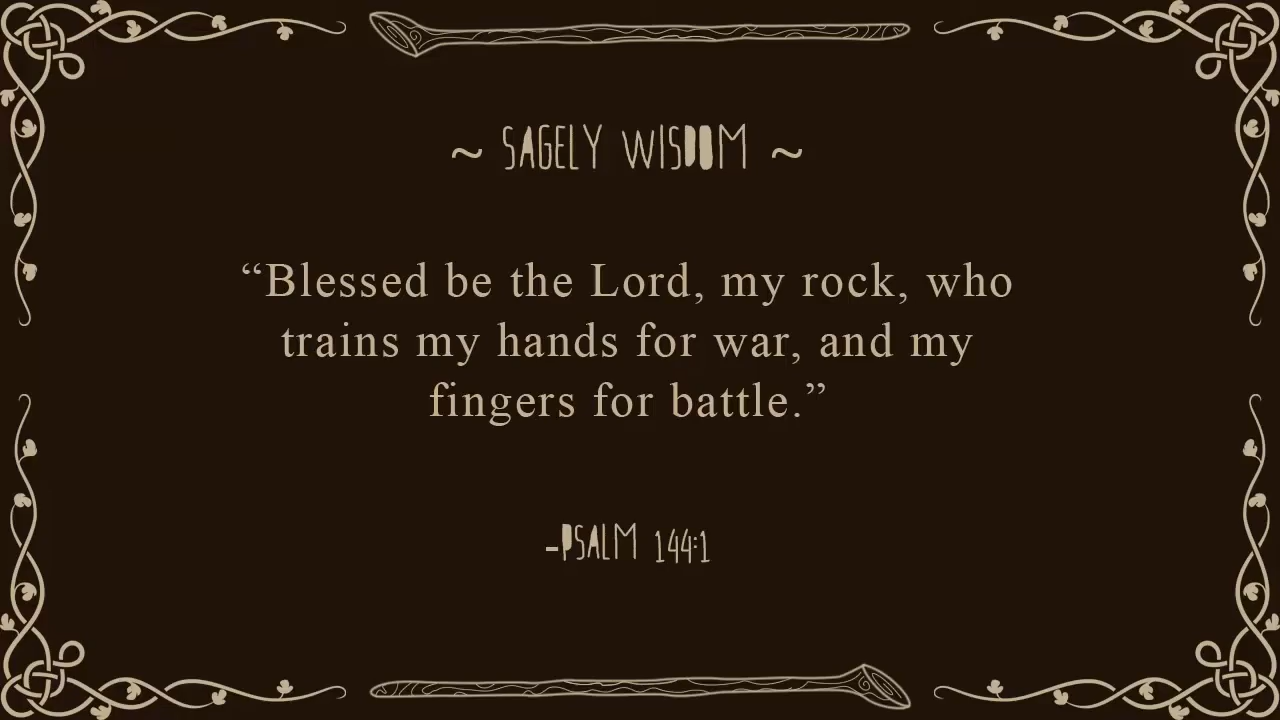 ~ SAGELY WISDOM ~
“Blessed be the Lord, my rock, who
trains my hands for war, and my
fingers for battle.”
-PSALM 144:1